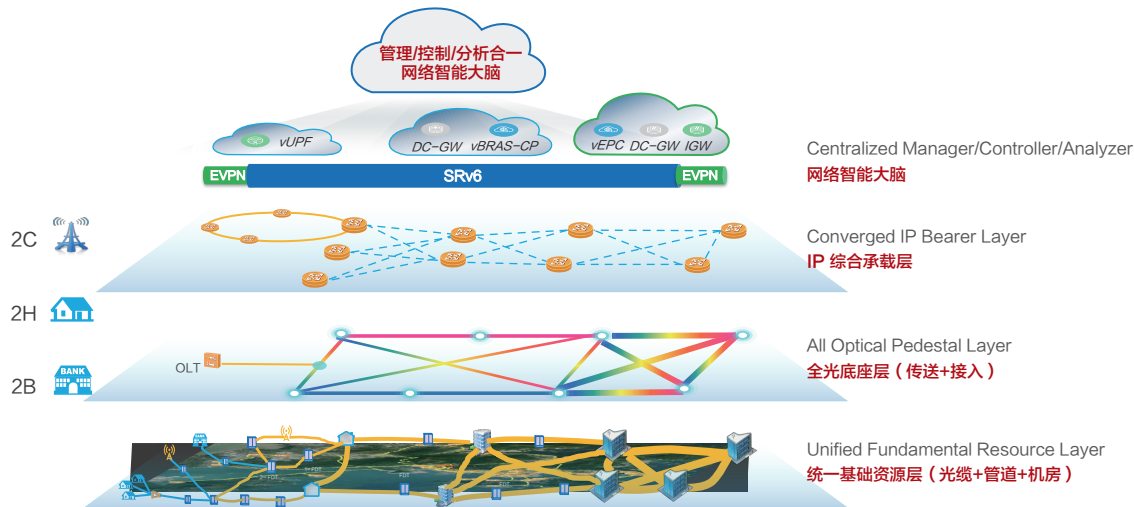 管理/控制/分析合一
网络智能大脑
vUPF
DC-GW vBRAS-CP
vEPC DC-GW IGW
EVPN
SRv6
EVPN
Centralized Manager/Controller/Analyzer
网络智能大脑
2C
Converged IP Bearer Layer
IP 综合承载层
2H
OLT
All Optical Pedestal Layer
全光底座层（传送+接入）
BANK
2B
Unified Fundamental Resource Layer
统一基础资源层（光缆+管道+机房）
FDT
FDT
FDT